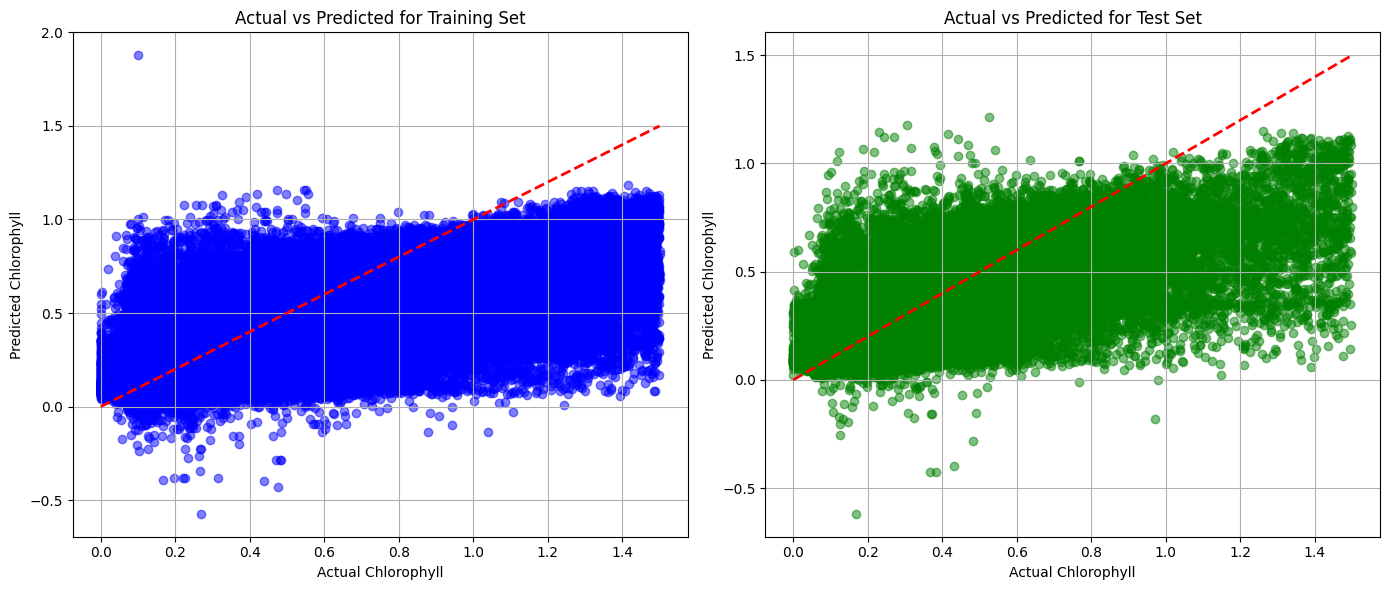 Actual vs Predicted for Training Set
2.0
1.5
1.0
0.5
0.0
−0.5
Predicted Chlorophyll
0.0 0.2 0.4 0.6 0.8 1.0 1.2 1.4
Actual Chlorophyll
Actual vs Predicted for Test Set
1.5
1.0
0.5
0.0
−0.5
Predicted Chlorophyll
0.0 0.2 0.4 0.6 0.8 1.0 1.2 1.4
Actual Chlorophyll